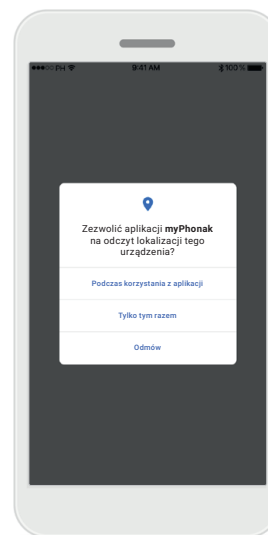 PH 9:41 AM 100%
Zezwolić aplikacji myPhonak
na odczyt lokalizacji tego
urządzenia?
Podczas korzystania z aplikacji
Tylko tym razem
Odmów